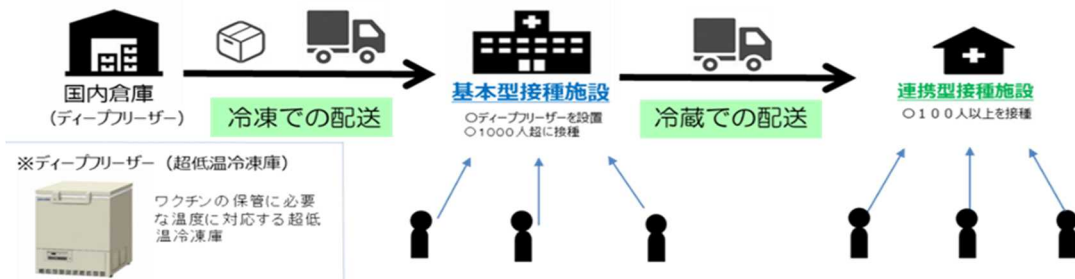 国内倉庫
(ディープフリーザー)
冷凍での配送
基本型接種施設
○ディープフリーザーを設置
○1000人超に接種
冷蔵での配送
連携型接種施設
○100人以上を接種
※ディープフリーザー(超低温冷凍庫)
ワクチンの保管に必要
な温度に対応する超低
温冷凍庫